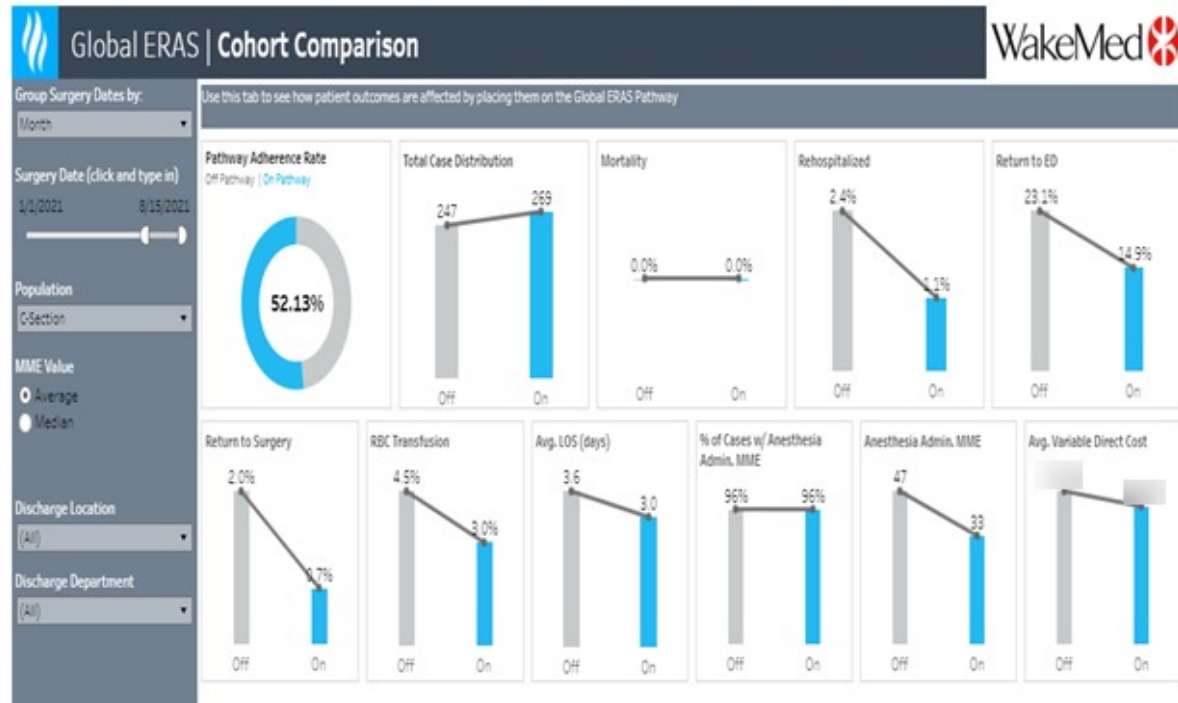 Global ERAS | Cohort Comparison
WakeMed
Group Surgery Dates by:
Month
Surgery Date (click and type in)
1/1/2021 8/15/2021
Population
C-Section
MME Value
Average
Median
Discharge Location
(All)
Discharge Department
(All)
Use this tab to see how patient outcomes are affected by placing them on the Global ERAS Pathway
Pathway Adherence Rate
Off Pathway | On Pathway
52.13%
Total Case Distribution
247 269
Off On
Mortality
0.0% 0.0%
Off On
Rehospitalized
2.4%
1.1%
Off On
Return to ED
23.1%
14.9%
Off On
Return to Surgery
2.0%
0.7%
Off On
RBC Transfusion
4.5%
3.0%
Off On
Avg. LOS (days)
3.6
3.0
Off On
% of Cases w/ Anesthesia
Admin. MME
96% 96%
Off On
Anesthesia Admin. MME
47
33
Off On
Avg. Variable Direct Cost
Off On